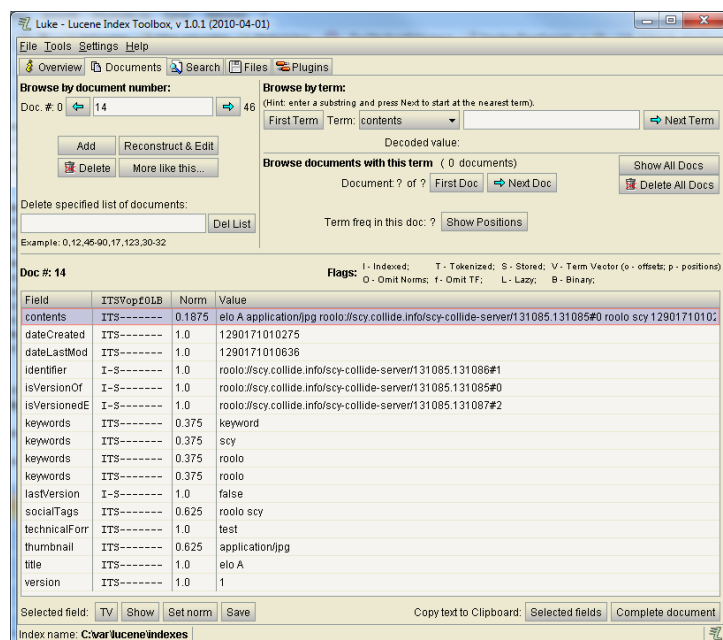 Luke - Lucene Index Toolbox, v 1.0.1 (2010-04-01)
File Tools Settings Help
Overview Documents Search Files Plugins
Browse by document number:
Doc. #: 0 14 46
Add Reconstruct & Edit
Delete More like this...
Delete specified list of documents:
Del List
Example: 0,12,45-90,17,123,30-32
Browse by term:
(Hint: enter a substring and press Next to start at the nearest term).
First Term Term: contents Next Term
Decoded value:
Browse documents with this term ( 0 documents) Show All Docs
Document: ? of ? First Doc Next Doc Delete All Docs
Term freq in this doc: ? Show Positions
Doc #: 14 Flags: I - Indexed; T - Tokenized; S - Stored; V - Term Vector (o - offsets; p - positions)
O - Omit Norms; f - Omit TF; L - Lazy; B - Binary;
Field ITSVopfOLB Norm Value
contents ITS------- 0.1875 elo A application/jpg roolo://scy.collide.info/scy-collide-server/131085.131085#0 roolo scy 12901710102
dateCreated ITS------- 1.0 1290171010275
dateLastMod ITS------- 1.0 1290171010636
identifier I-S------- 1.0 roolo://scy.collide.info/scy-collide-server/131085.131086#1
isVersionOf I-S------- 1.0 roolo://scy.collide.info/scy-collide-server/131085.131085#0
isVersionedE I-S------- 1.0 roolo://scy.collide.info/scy-collide-server/131085.131087#2
keywords ITS------- 0.375 keyword
keywords ITS------- 0.375 scy
keywords ITS------- 0.375 roolo
keywords ITS------- 0.375 roolo
lastVersion I-S------- 1.0 false
socialTags ITS------- 0.625 roolo scy
technicalForr ITS------- 1.0 test
thumbnail ITS------- 0.625 application/jpg
title ITS------- 1.0 elo A
version ITS------- 1.0 1
Selected field: TV Show Set norm Save Copy text to Clipboard: Selected fields Complete document
Index name: C:\var\lucene\indexes